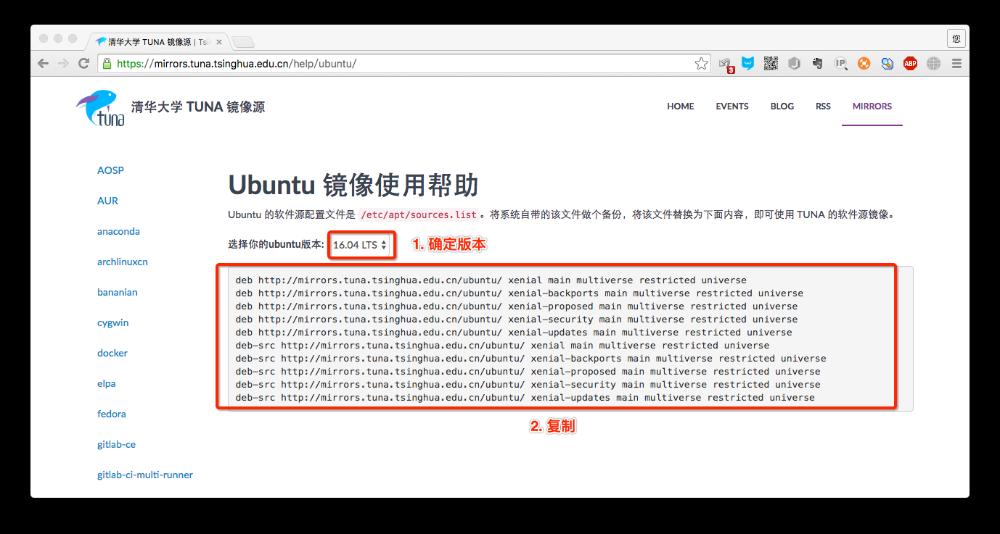 清华大学 TUNA 镜像源 | Tsi
您
https://mirrors.tuna.tsinghua.edu.cn/help/ubuntu/
3
IP
ABP
tuna
清华大学 TUNA 镜像源
HOME
EVENTS
BLOG
RSS
MIRRORS
AOSP
AUR
anaconda
archlinuxcn
bananian
cygwin
docker
elpa
fedora
gitlab-ce
gitlab-ci-multi-runner
Ubuntu 镜像使用帮助
Ubuntu 的软件源配置文件是 /etc/apt/sources.list 。将系统自带的该文件做个备份，将该文件替换为下面内容，即可使用 TUNA 的软件源镜像。
选择你的ubuntu版本: 16.04 LTS
1. 确定版本
deb http://mirrors.tuna.tsinghua.edu.cn/ubuntu/ xenial main multiverse restricted universe
deb http://mirrors.tuna.tsinghua.edu.cn/ubuntu/ xenial-backports main multiverse restricted universe
deb http://mirrors.tuna.tsinghua.edu.cn/ubuntu/ xenial-proposed main multiverse restricted universe
deb http://mirrors.tuna.tsinghua.edu.cn/ubuntu/ xenial-security main multiverse restricted universe
deb http://mirrors.tuna.tsinghua.edu.cn/ubuntu/ xenial-updates main multiverse restricted universe
deb-src http://mirrors.tuna.tsinghua.edu.cn/ubuntu/ xenial main multiverse restricted universe
deb-src http://mirrors.tuna.tsinghua.edu.cn/ubuntu/ xenial-backports main multiverse restricted universe
deb-src http://mirrors.tuna.tsinghua.edu.cn/ubuntu/ xenial-proposed main multiverse restricted universe
deb-src http://mirrors.tuna.tsinghua.edu.cn/ubuntu/ xenial-security main multiverse restricted universe
deb-src http://mirrors.tuna.tsinghua.edu.cn/ubuntu/ xenial-updates main multiverse restricted universe
2. 复制